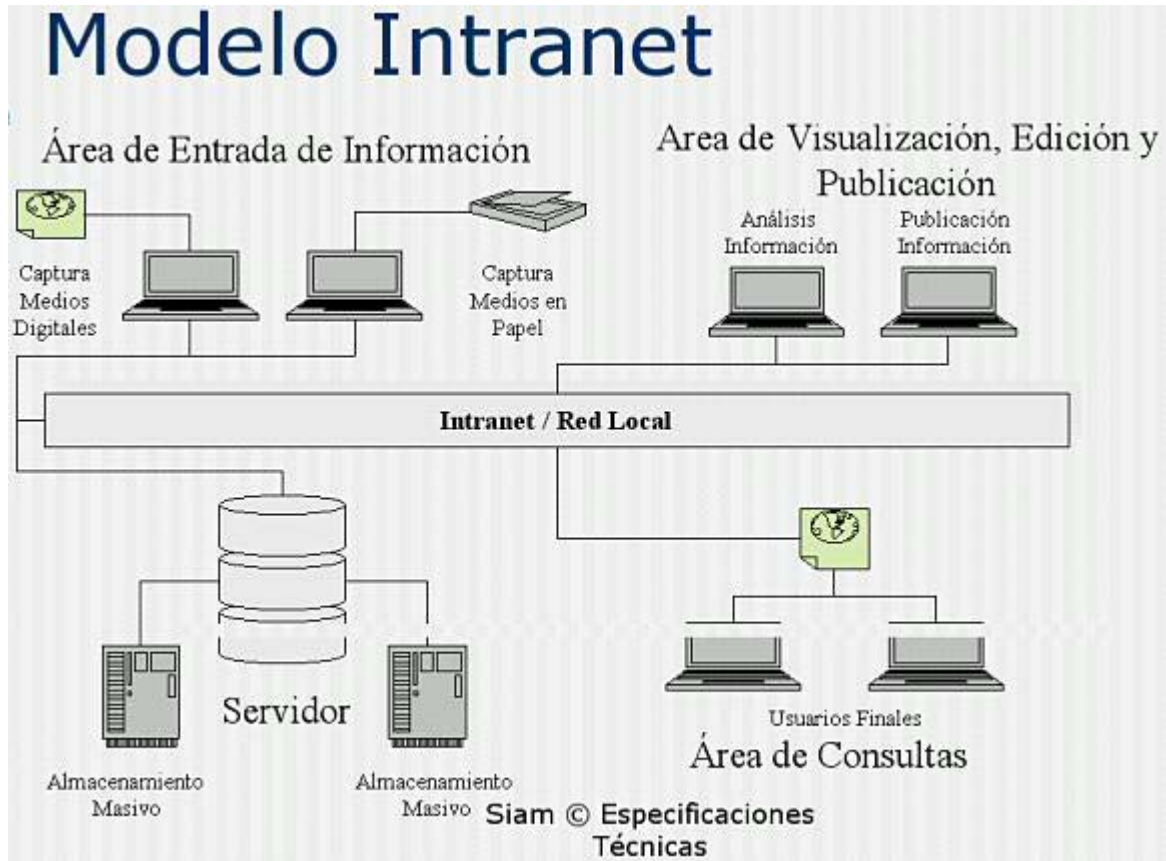 Modelo Intranet
Área de Entrada de Información
Area de Visualización, Edición y
Publicación
Análisis
Información
Publicación
Información
Captura
Medios
Digitales
Captura
Medios en
Papel
Intranet / Red Local
Servidor
Almacenamiento
Masivo
Almacenamiento
Masivo
Usuarios Finales
Área de Consultas
Siam © Especificaciones
Técnicas